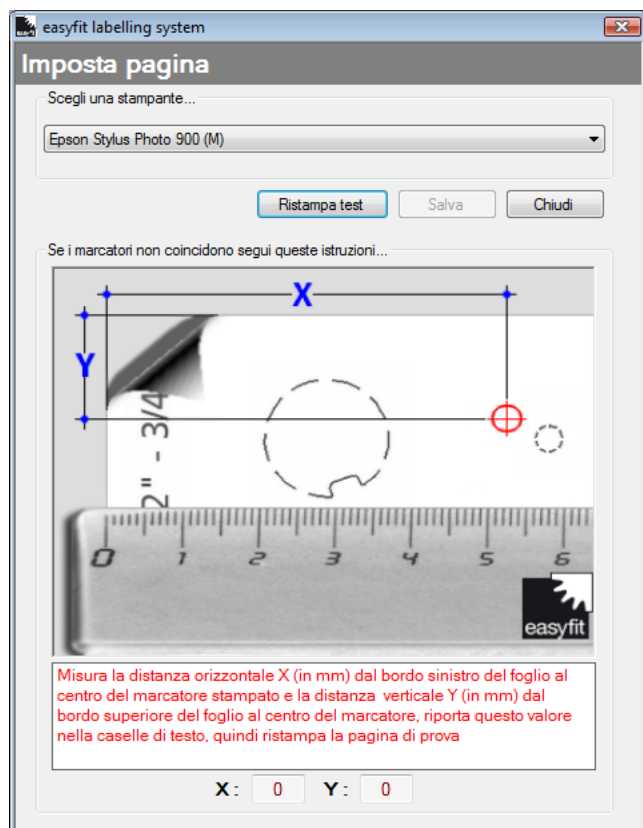 easyfit labelling system
Imposta pagina
Scegli una stampante...
Epson Stylus Photo 900 (M)
Ristampa test
Salva
Chiudi
Se i marcatori non coincidono segui queste istruzioni...
X
Y
2" - 3/4
0 1 2 3 4 5 6
easyfit
Misura la distanza orizzontale X (in mm) dal bordo sinistro del foglio al
centro del marcatore stampato e la distanza  verticale Y (in mm) dal
bordo superiore del foglio al centro del marcatore, riporta questo valore
nella caselle di testo, quindi ristampa la pagina di prova
X : 0 Y : 0